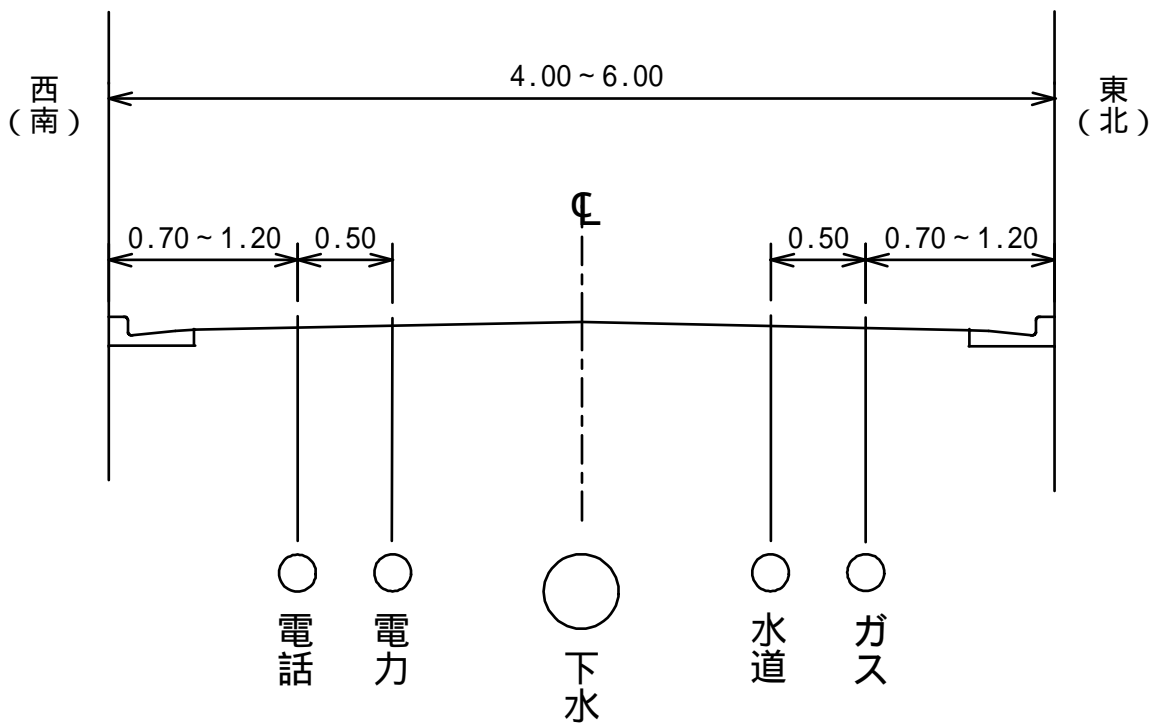 4.00～6.00
西
（南）
東
（北）
℄
0.70～1.20
0.50
0.50
0.70～1.20
電話
電力
下水
水道
ガス